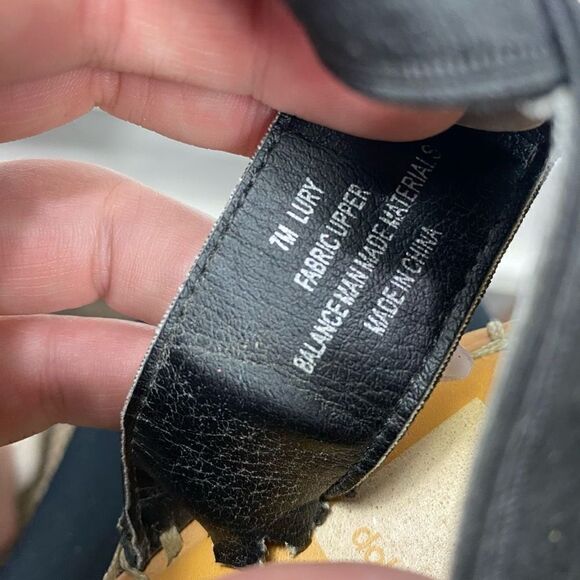 7M LURY
FABRIC UPPER
BALANCE MAN MADE MATERIALS
MADE IN CHINA